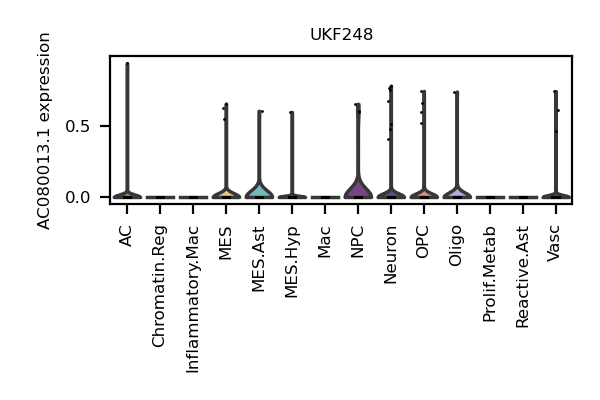 UKF248
AC080013.1 expression
0.5
0.0
AC
Chromatin.Reg
Inflammatory.Mac
MES
MES.Ast
MES.Hyp
Mac
NPC
Neuron
OPC
Oligo
Prolif.Metab
Reactive.Ast
Vasc